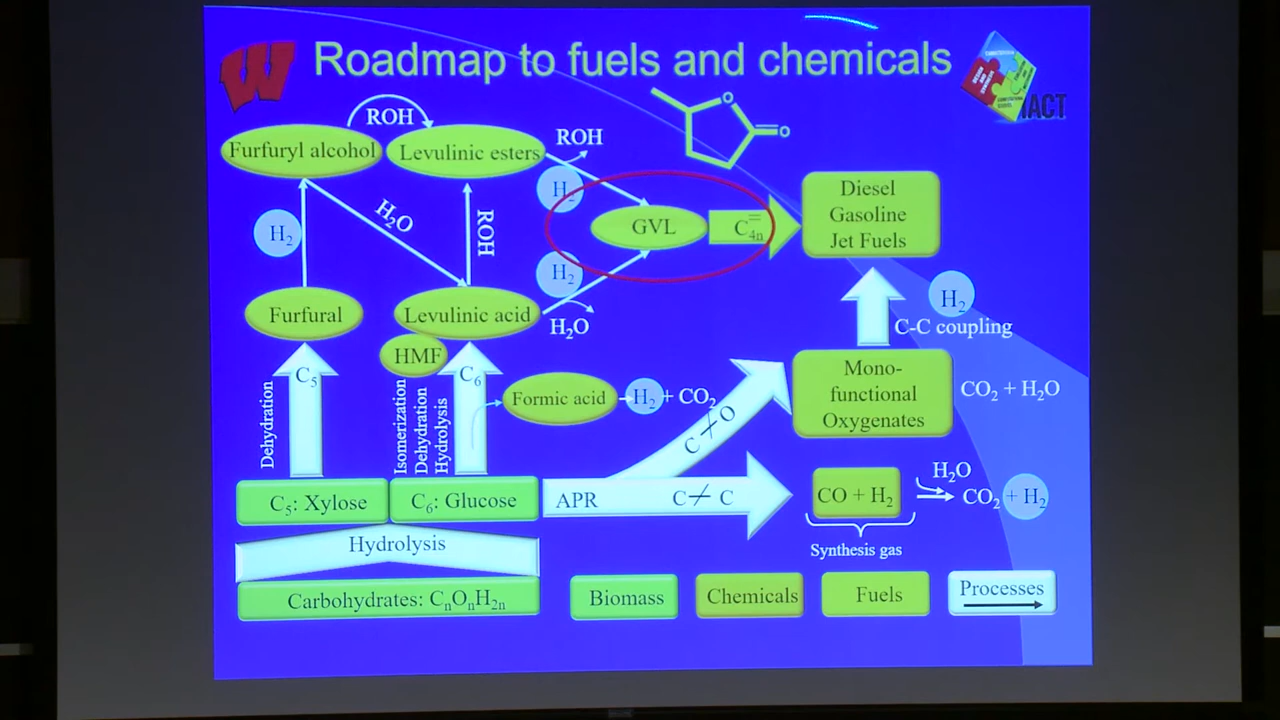 Roadmap to fuels and chemicals
W
IACT
O
O
ROH
ROH
Furfuryl alcohol
Levulinic esters
H₂
GVL
C₄ₙ⁼
Diesel
Gasoline
Jet Fuels
H₂
H₂O
ROH
H₂
H₂O
Furfural
Levulinic acid
HMF
H₂
C-C coupling
C₅
C₆
Dehydration
Isomerization
Dehydration
Hydrolysis
Formic acid
H₂ + CO₂
C≠O
Mono-
functional
Oxygenates
CO₂ + H₂O
C₅: Xylose
C₆: Glucose
APR
C≠C
CO + H₂
H₂O
CO₂ + H₂
Synthesis gas
Hydrolysis
Carbohydrates: CₙOₙH₂ₙ
Biomass
Chemicals
Fuels
Processes